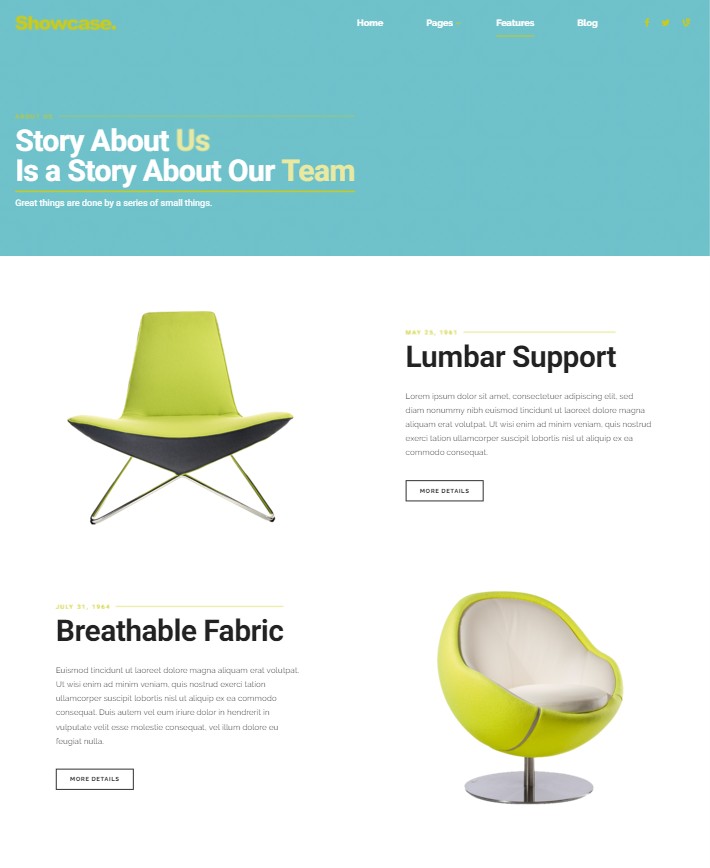 Showcase.
Home Pages Features Blog
Story About Us
Is a Story About Our Team
Great things are done by a series of small things.
MAY 25, 1961
Lumbar Support
Lorem ipsum dolor sit amet, consectetuer adipiscing elit, sed
diam nonummy nibh euismod tincidunt ut laoreet dolore magna
aliquam erat volutpat. Ut wisi enim ad minim veniam, quis nostrud
exerci tation ullamcorper suscipit lobortis nisl ut aliquip ex ea
commodo consequat.
MORE DETAILS
JULY 31, 1964
Breathable Fabric
Euismod tincidunt ut laoreet dolore magna aliquam erat volutpat.
Ut wisi enim ad minim veniam, quis nostrud exerci tation
ullamcorper suscipit lobortis nisl ut aliquip ex ea commodo
consequat. Duis autem vel eum iriure dolor in hendrerit in
vulputate velit esse molestie consequat, vel illum dolore eu
feugiat nulla.
MORE DETAILS